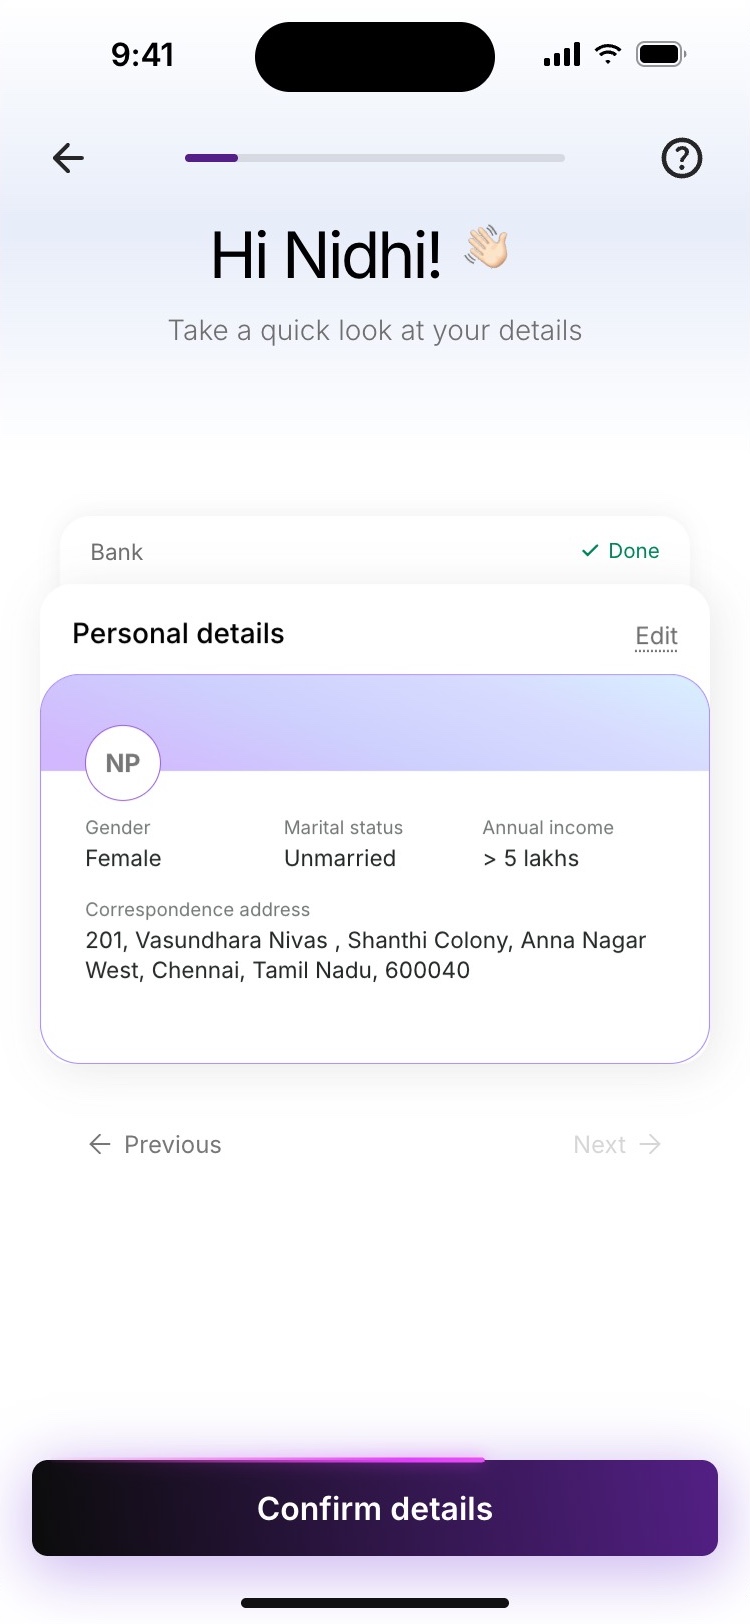 9:41
Hi Nidhi! 👋🏻
Take a quick look at your details
Bank
Done
Personal details
Edit
NP
Gender
Marital status
Annual income
Female
Unmarried
> 5 lakhs
Correspondence address
201, Vasundhara Nivas , Shanthi Colony, Anna Nagar
West, Chennai, Tamil Nadu, 600040
Previous
Next
Confirm details